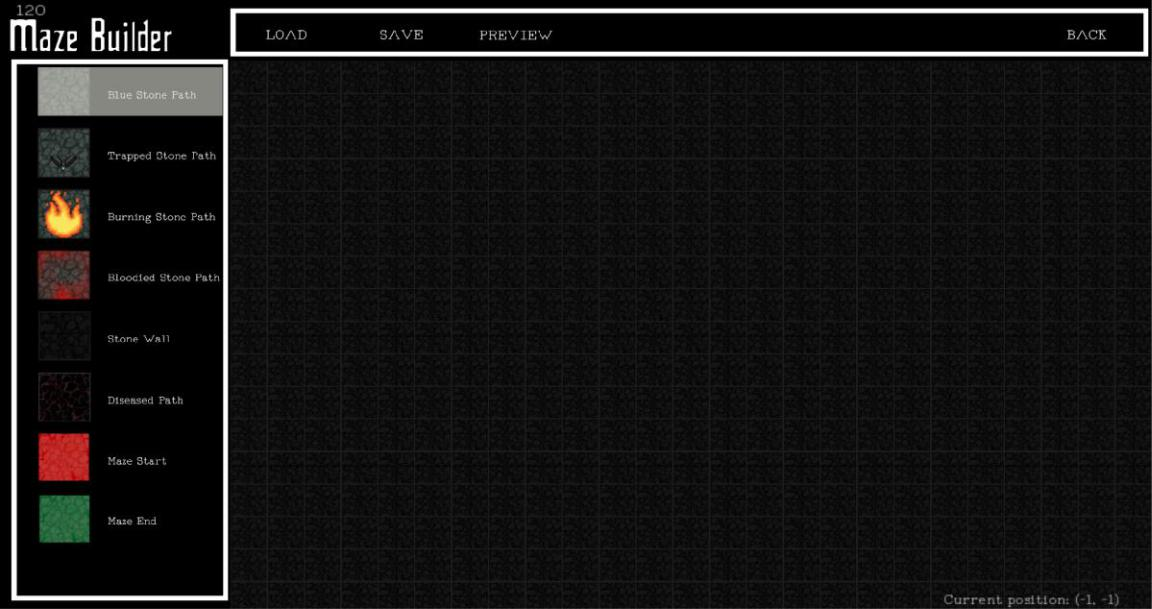 120
Maze Builder
LOAD SAVE PREVIEW BACK
Blue Stone Path
Trapped Stone Path
Burning Stone Path
Bloodied Stone Path
Stone Wall
Diseased Path
Maze Start
Maze End
Current position: (-1, -1)